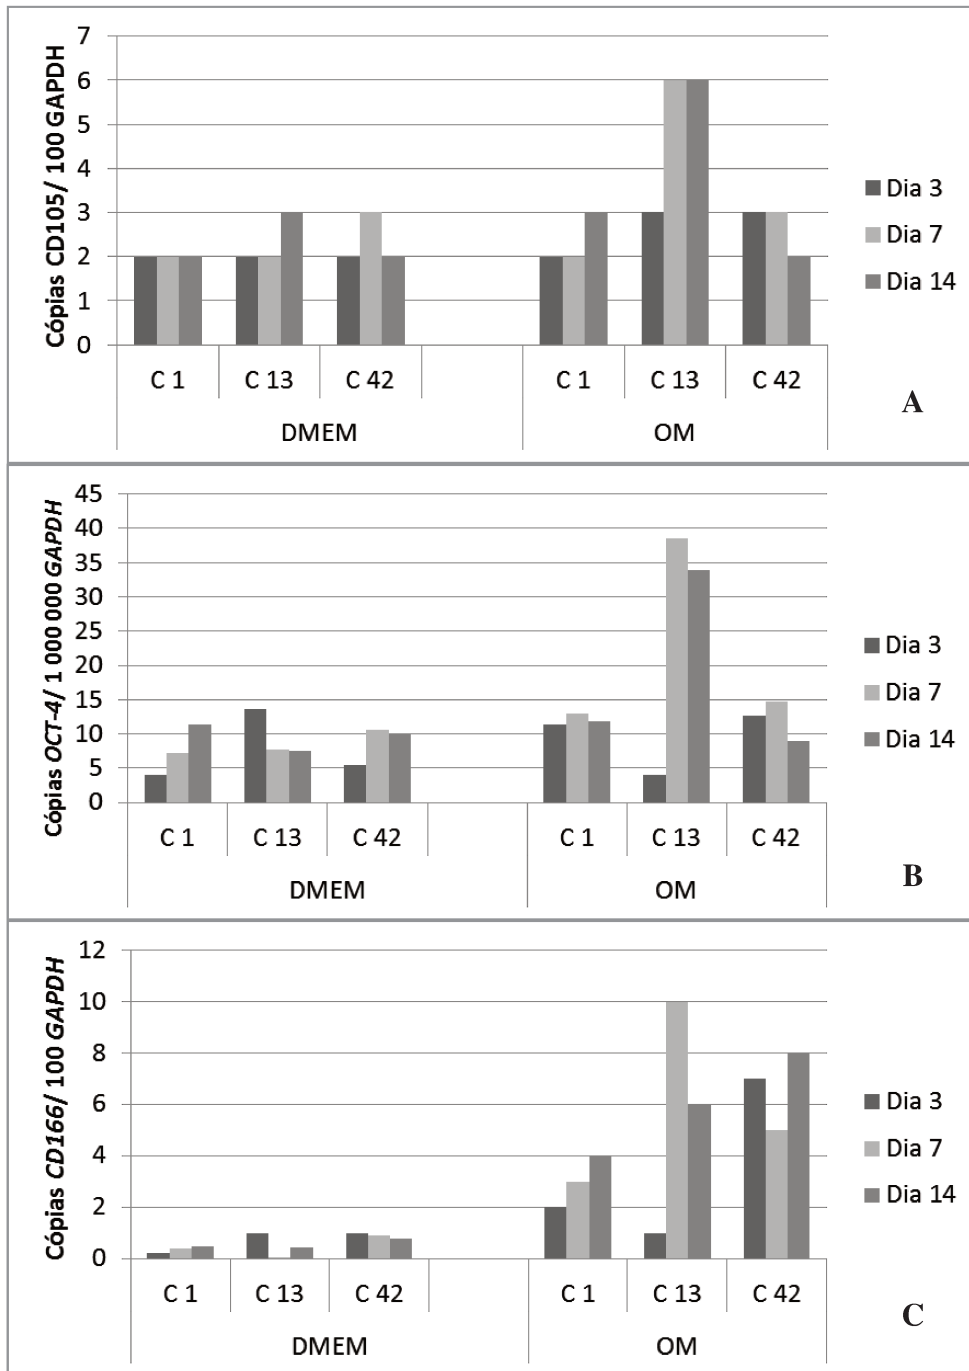 Cópias CD105/ 100 GAPDH
7
6
5
4
3
2
1
0
C 1 C 13 C 42 C 1 C 13 C 42
DMEM OM
Dia 3
Dia 7
Dia 14
A
Cópias OCT-4/ 1 000 000 GAPDH
45
40
35
30
25
20
15
10
5
0
C 1 C 13 C 42 C 1 C 13 C 42
DMEM OM
Dia 3
Dia 7
Dia 14
B
Cópias CD166/ 100 GAPDH
12
10
8
6
4
2
0
C 1 C 13 C 42 C 1 C 13 C 42
DMEM OM
Dia 3
Dia 7
Dia 14
C